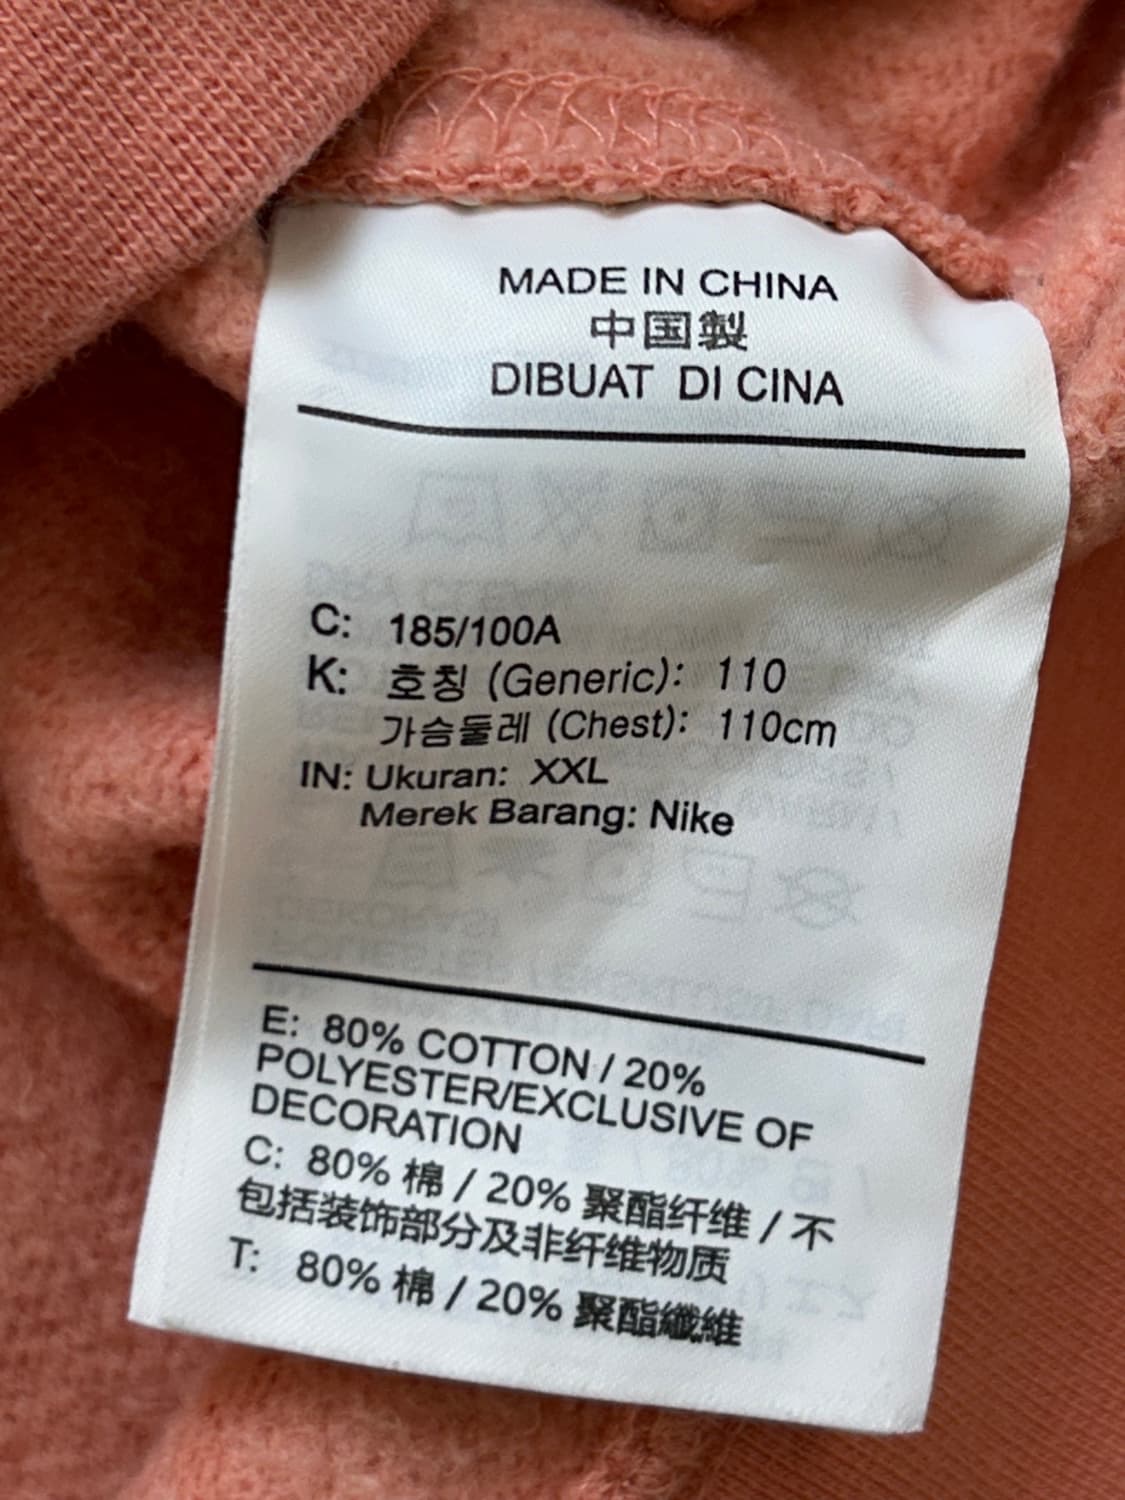 MADE IN CHINA
中国製
DIBUAT DI CINA
C: 185/100A
K: 호칭 (Generic): 110
가슴둘레 (Chest): 110cm
IN: Ukuran: XXL
Merek Barang: Nike
E: 80% COTTON / 20%
POLYESTER/EXCLUSIVE OF
DECORATION
C: 80% 棉 / 20% 聚酯纤维 / 不
包括装饰部分及非纤维物质
T: 80% 棉 / 20% 聚酯纖維